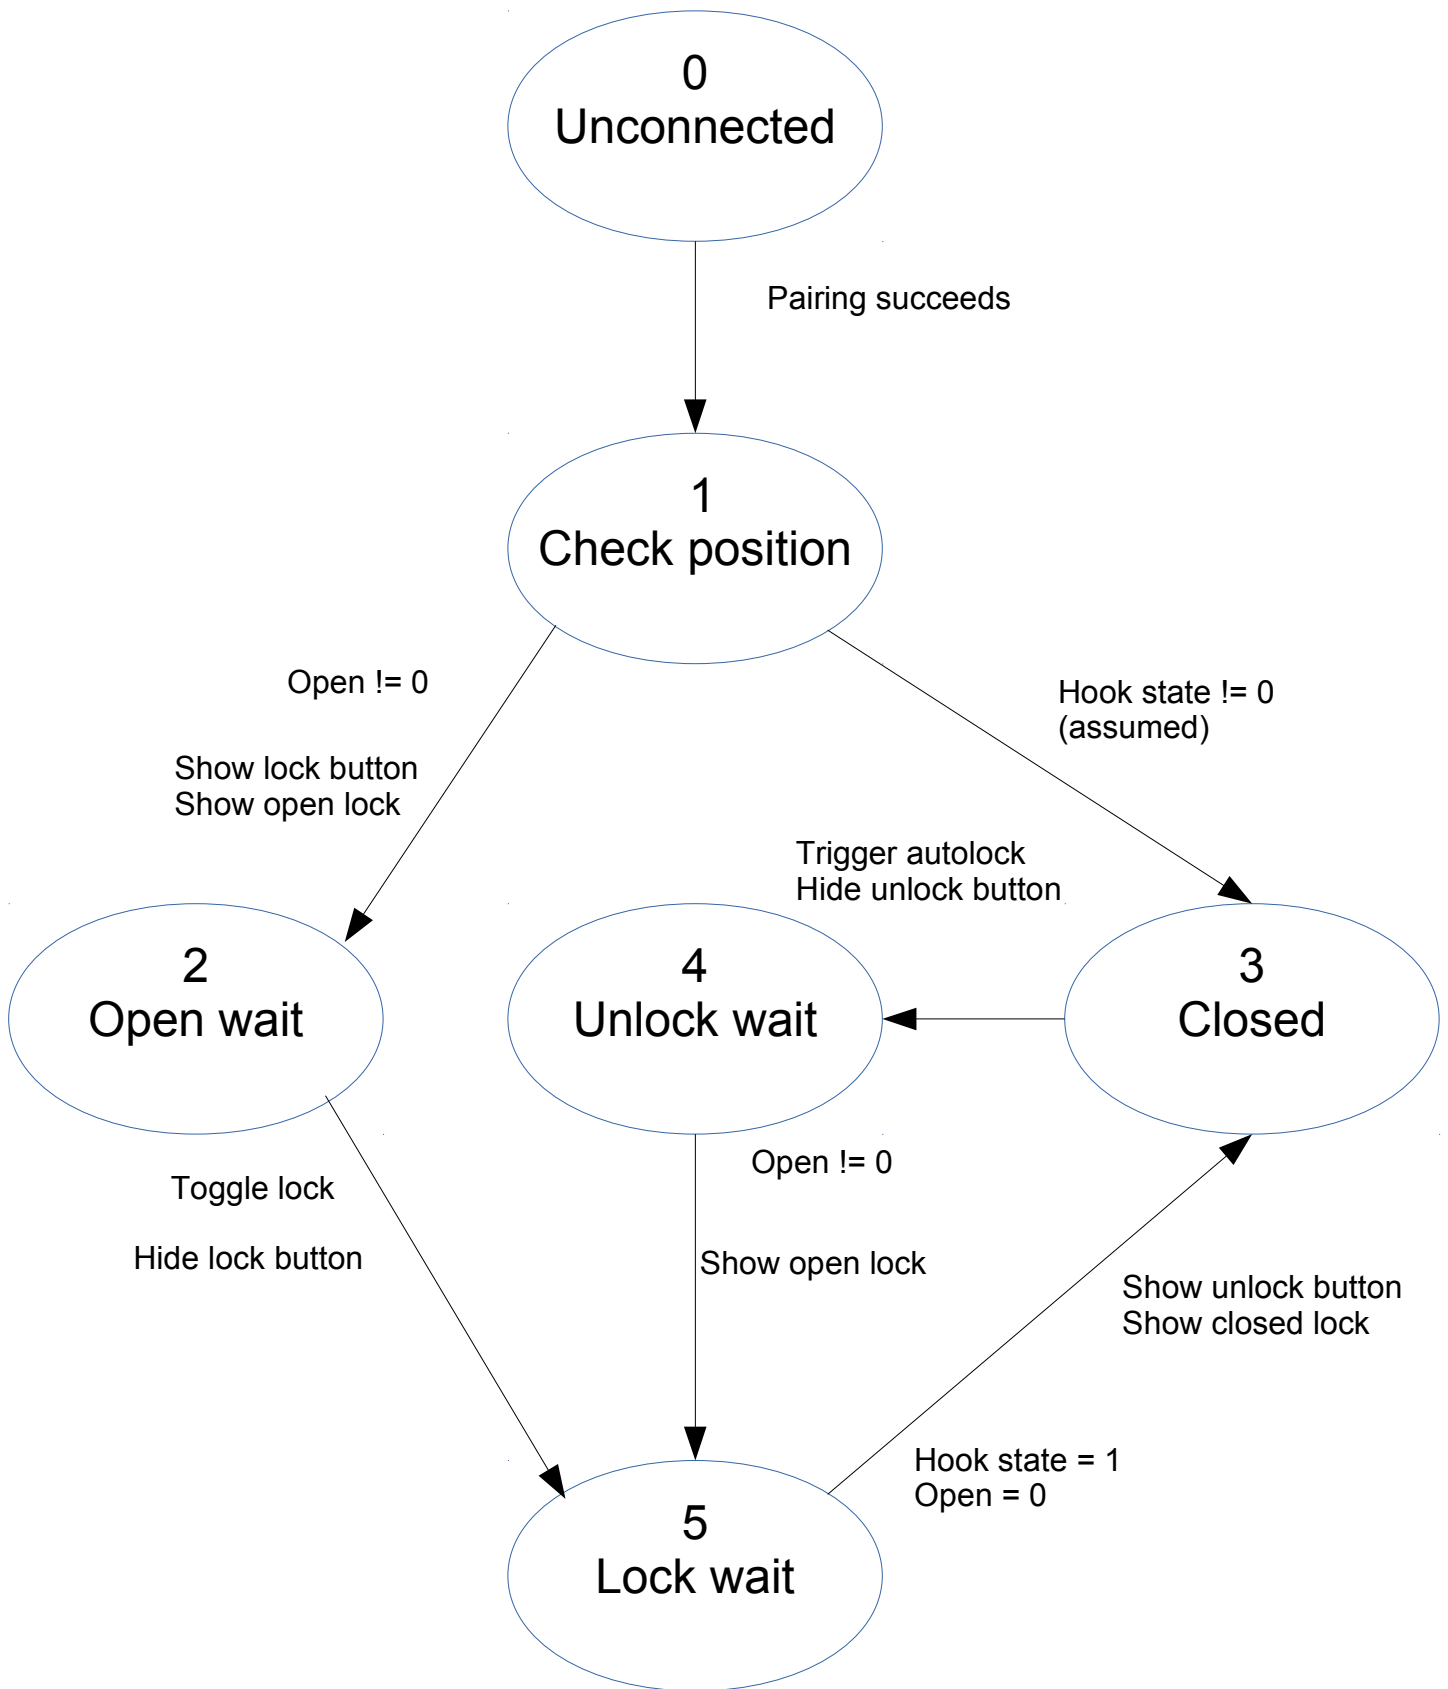 0
Unconnected
Pairing succeeds
1
Check position
Open != 0
Hook state != 0
(assumed)
Show lock button
Show open lock
Trigger autolock
Hide unlock button
2
Open wait
4
Unlock wait
3
Closed
Open != 0
Toggle lock
Hide lock button
Show open lock
Show unlock button
Show closed lock
Hook state = 1
Open = 0
5
Lock wait